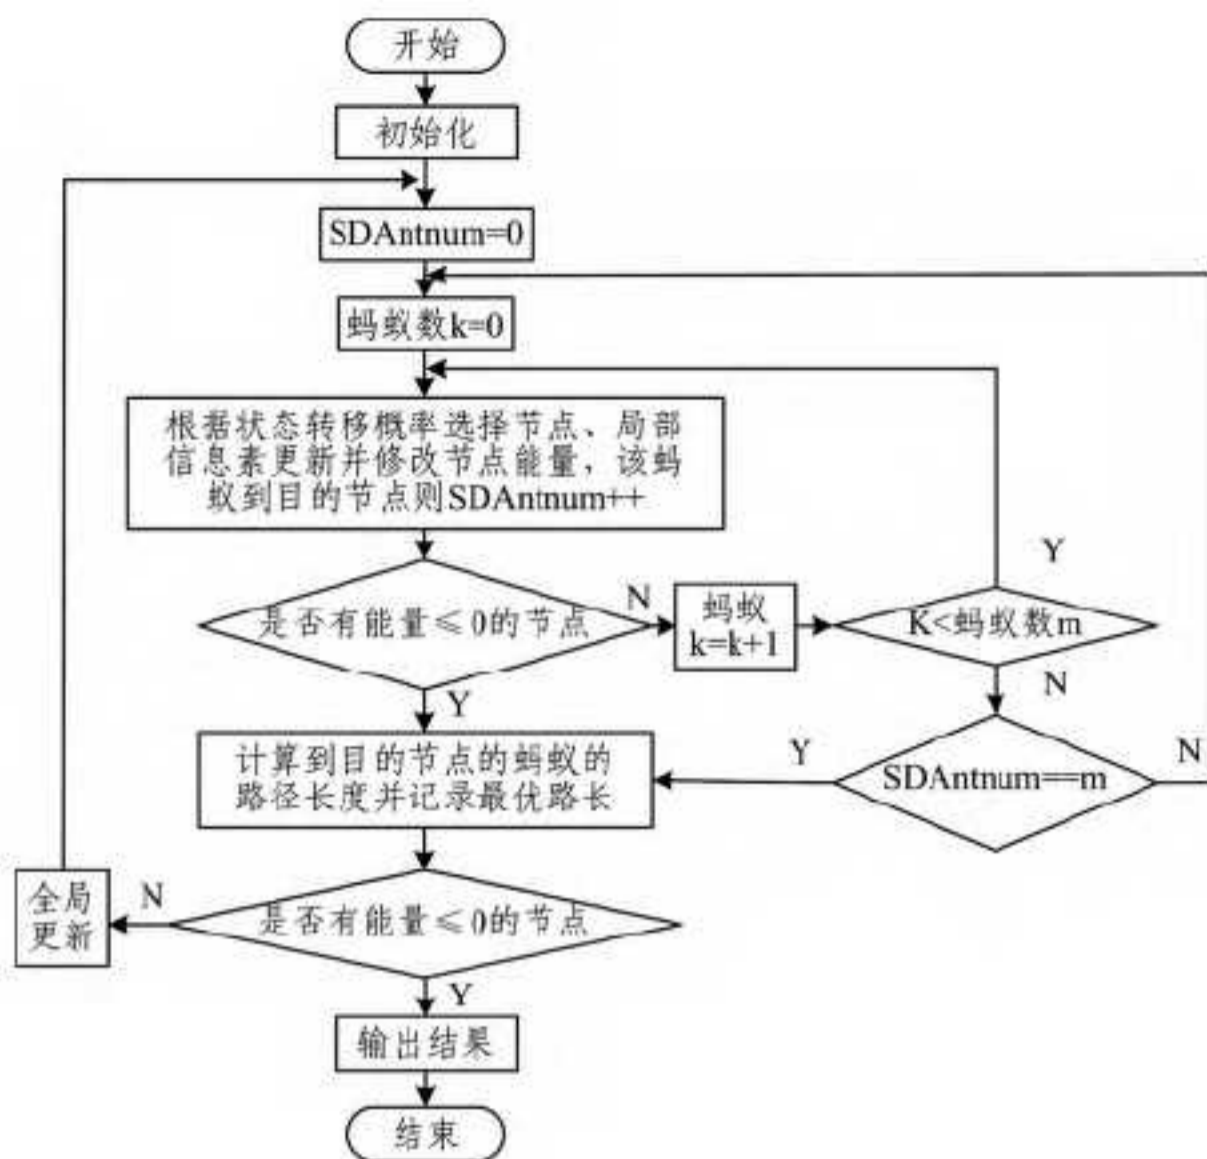 开始
初始化
SDAntnum=0
蚂蚁数k=0
根据状态转移概率选择节点、局部
信息素更新并修改节点能量，该蚂
蚁到目的节点则SDAntnum++
Y
是否有能量≤0的节点
N
蚂蚁
k=k+1
K<蚂蚁数m
N
Y
计算到目的节点的蚂蚁的
路径长度并记录最优路长
Y
SDAntnum==m
N
全局
更新
N
是否有能量≤0的节点
Y
输出结果
结束